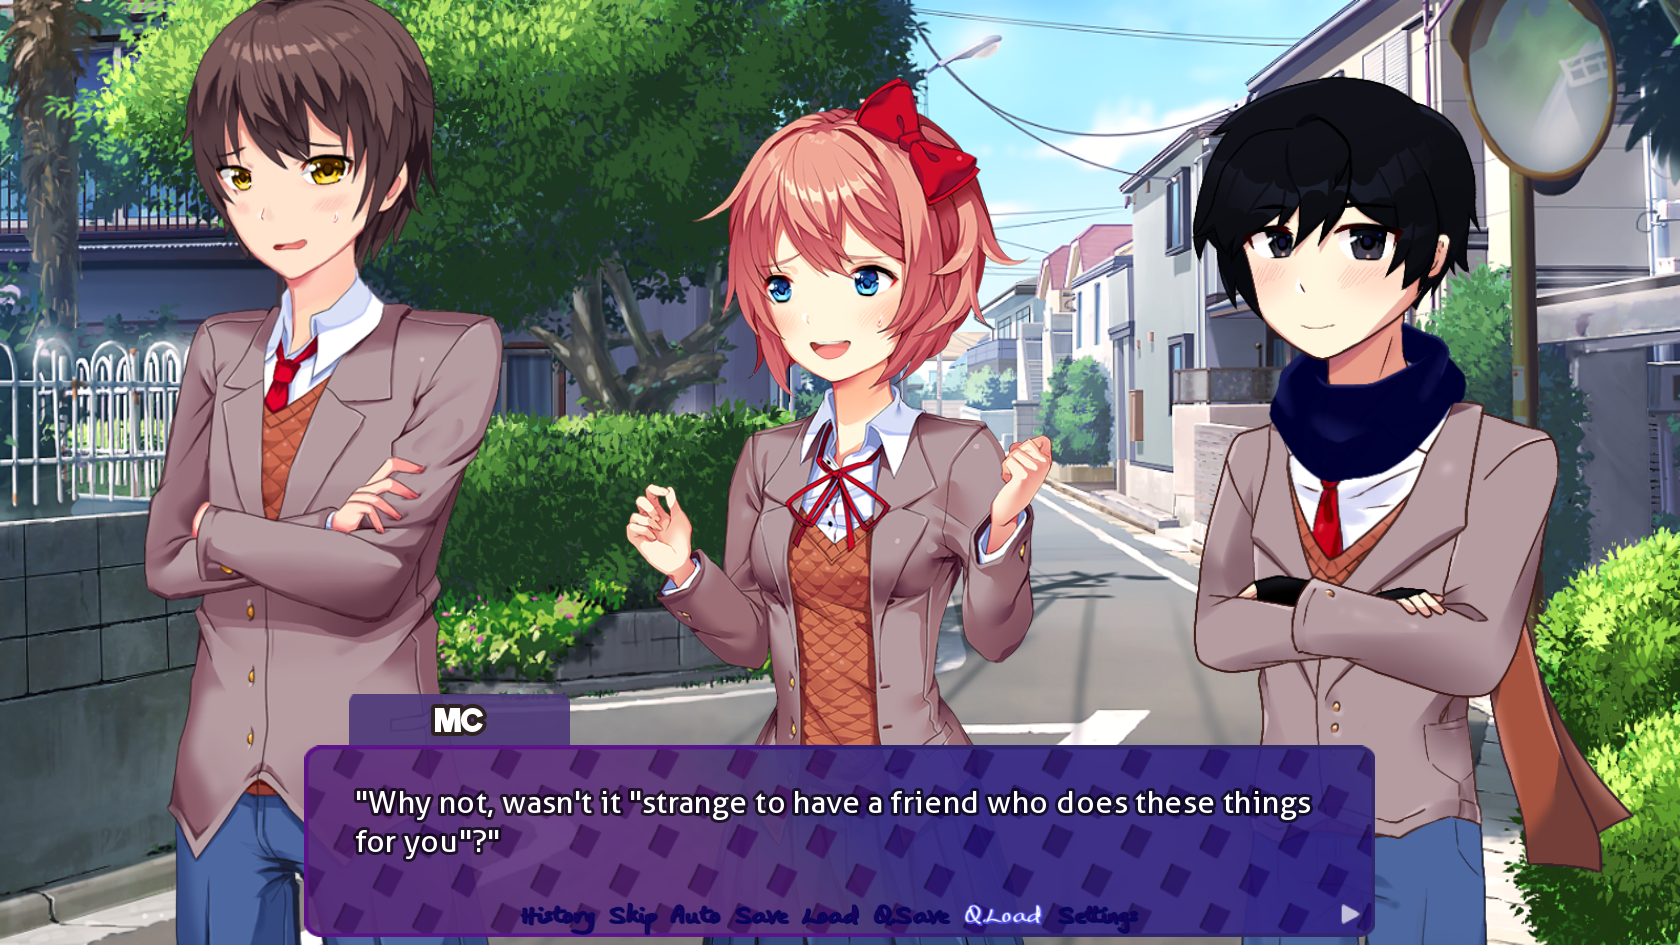 MC
"Why not, wasn't it "strange to have a friend who does these things
for you"?"
History Skip Auto Save Load Q.Save Q.Load Settings